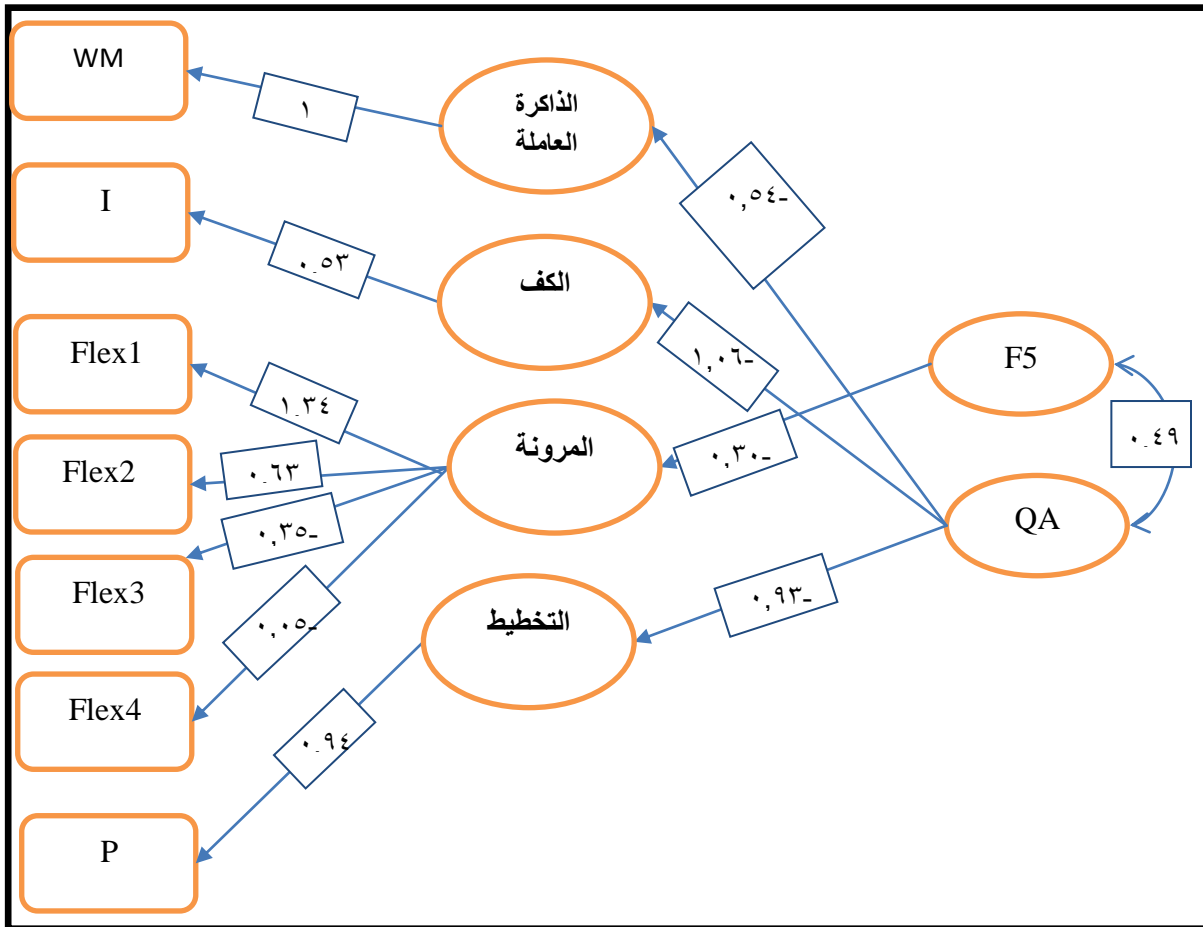 WM
١
الذاكرة
العاملة
I
٠.٥٣
الكف
٠,٥٤-
Flex1
١.٣٤
١,٠٦-
F5
Flex2
٠.٦٣
المرونة
٠,٣٠-
٠.٤٩
٠,٣٥-
QA
Flex3
٠,٠٥-
التخطيط
٠,٩٣-
Flex4
٠.٩٤
P